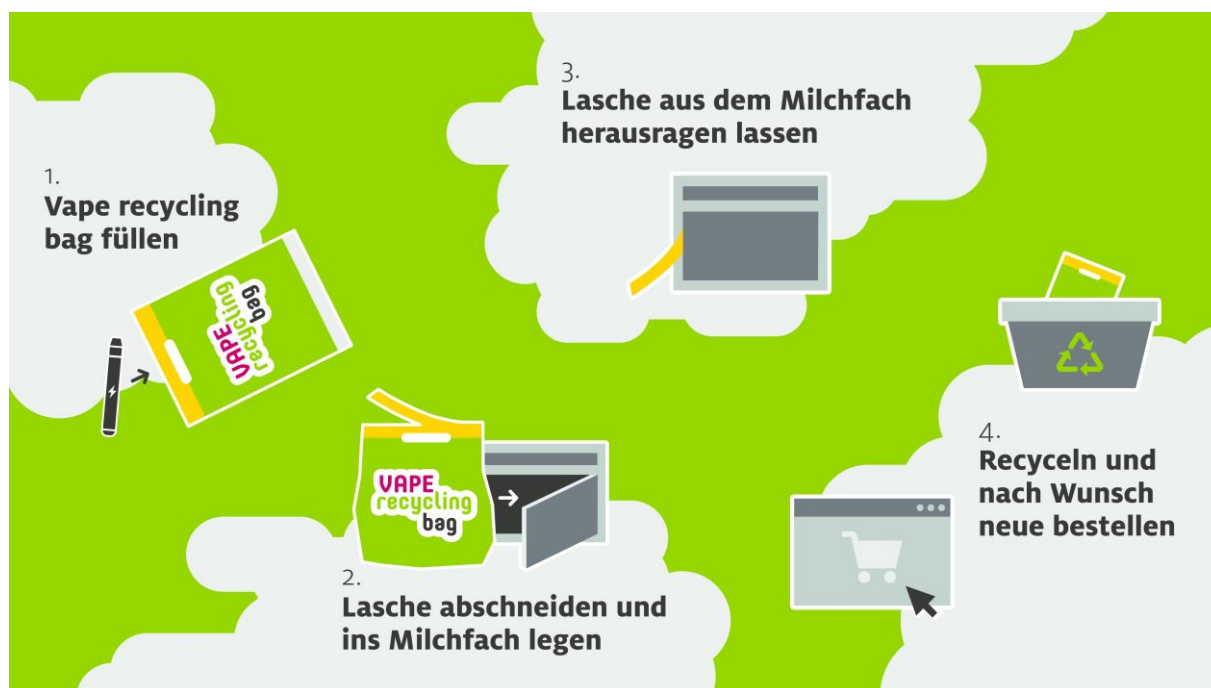 1.
Vape recycling
bag füllen
VAPE
recycling
bag
VAPE
recycling
bag
2.
Lasche abschneiden und
ins Milchfach legen
3.
Lasche aus dem Milchfach
herausragen lassen
4.
Recyceln und
nach Wunsch
neue bestellen